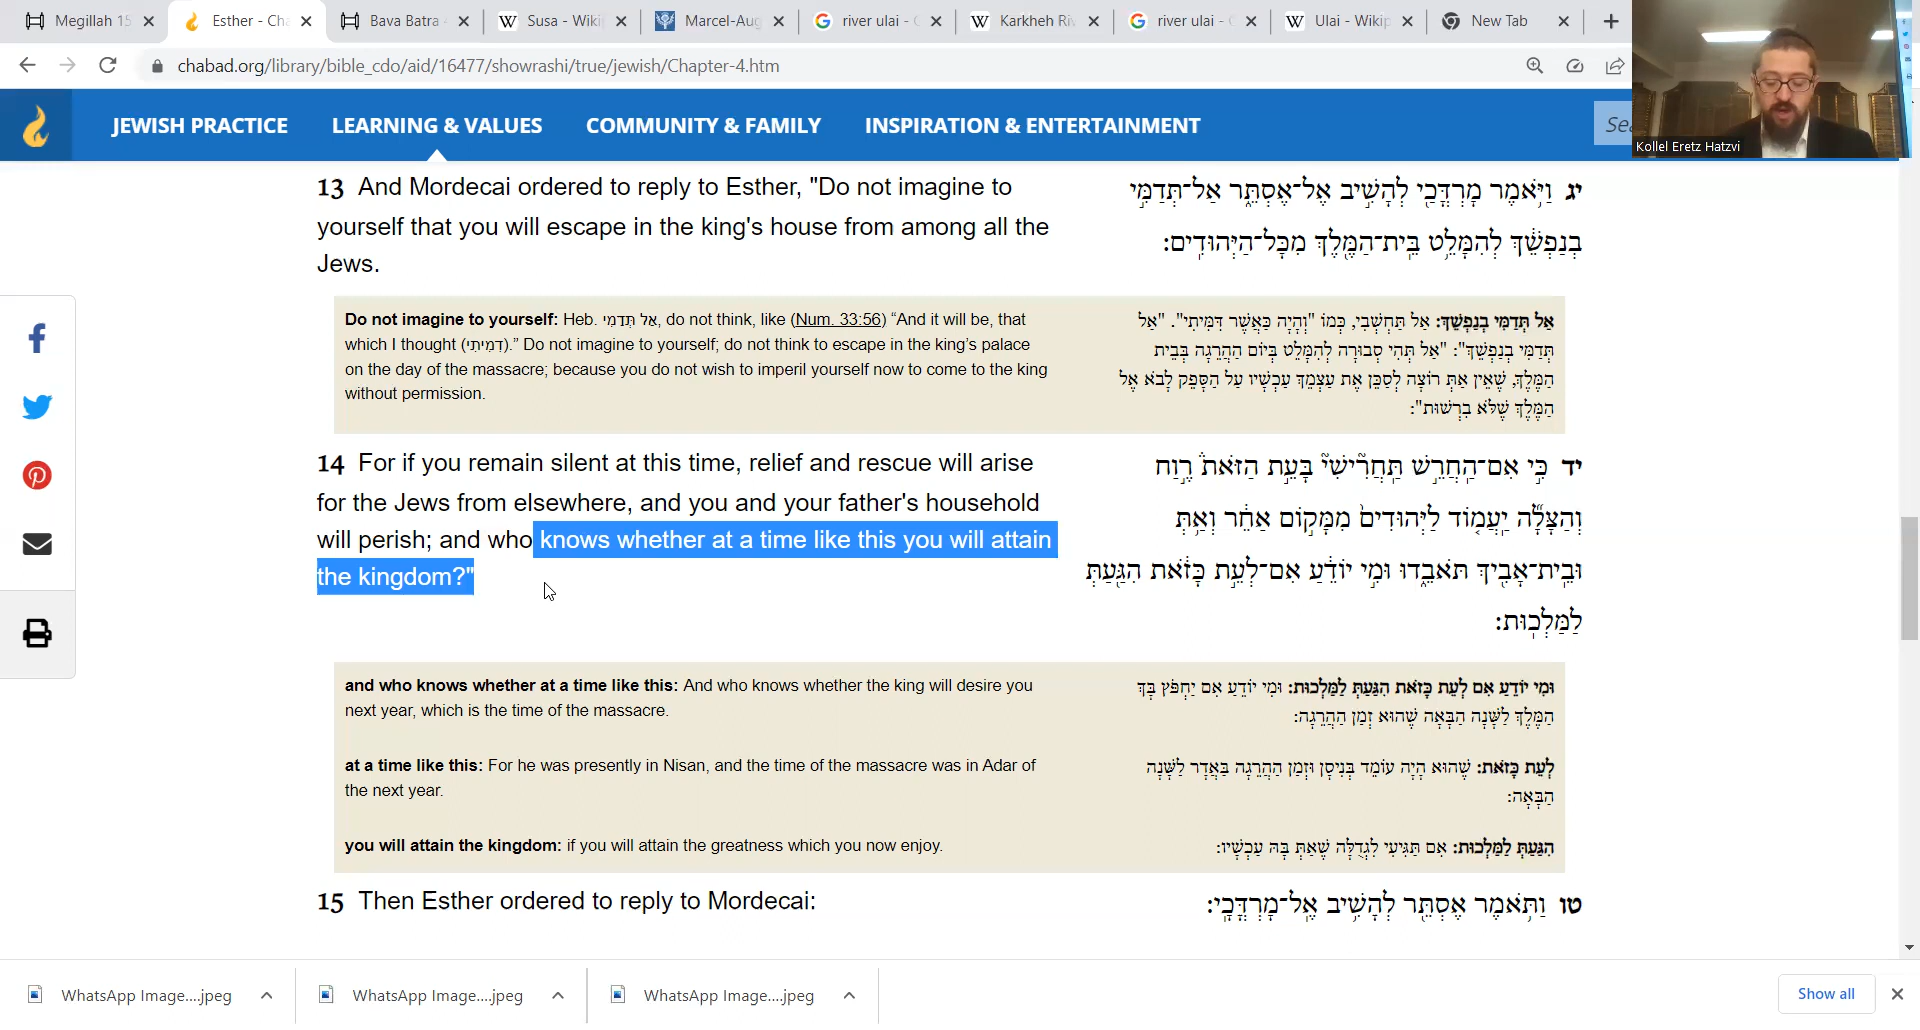 Megillah 15
Esther - Cha
Bava Batra
Susa - Wiki
Marcel-Aug
river ulai - G
Karkheh Riv
river ulai - G
Ulai - Wikip
New Tab
chabad.org/library/bible_cdo/aid/16477/showrashi/true/jewish/Chapter-4.htm
JEWISH PRACTICE LEARNING & VALUES COMMUNITY & FAMILY INSPIRATION & ENTERTAINMENT
Sea
Kollel Eretz Hatzvi
13 And Mordecai ordered to reply to Esther, "Do not imagine to
yourself that you will escape in the king's house from among all the
Jews.
יג וַיֹּ֥אמֶר מָרְדֳּכַ֖י לְהָשִׁ֣יב אֶל־אֶסְתֵּ֑ר אַל־תְּדַמִּ֣י
בְנַפְשֵׁ֔ךְ לְהִמָּלֵ֥ט בֵּֽית־הַמֶּ֖לֶךְ מִכָּל־הַיְּהוּדִֽים:
Do not imagine to yourself: Heb. אַל תְּדַמִּי, do not think, like (Num. 33:56) “And it will be, that
which I thought (דִמִיתִי).” Do not imagine to yourself; do not think to escape in the king’s palace
on the day of the massacre; because you do not wish to imperil yourself now to come to the king
without permission.
אַל תְּדַמִּי בְנַפְשֵׁךְ: אַל תַּחְשְׁבִי, כְּמוֹ "וְהָיָה כַּאֲשֶׁר דִּמִּיתִי". "אַל
תְּדַמִּי בְנַפְשֵׁךְ": "אַל תְּהִי סְבוּרָה לְהִמָּלֵט בְּיוֹם הַהֲרֵגָה בְּבֵית
הַמֶּלֶךְ, שֶׁאֵין אַתְּ רוֹצָה לְסַכֵּן אֶת עַצְמֵךְ עַכְשָׁיו עַל הַסָּפֵק לָבֹא אֶל
הַמֶּלֶךְ שֶׁלֹּא בִרְשׁוּת":
14 For if you remain silent at this time, relief and rescue will arise
for the Jews from elsewhere, and you and your father's household
will perish; and who knows whether at a time like this you will attain
the kingdom?"
יד כִּ֣י אִם־הַֽחֲרֵ֣שׁ תַּֽחֲרִ֘ישִׁי֘ בָּעֵ֣ת הַזֹּאת֒ רֶ֣וַח
וְהַצָּלָ֞ה יַֽעֲמ֤וֹד לַיְּהוּדִים֙ מִמָּק֣וֹם אַחֵ֔ר וְאַ֥תְּ
וּבֵֽית־אָבִ֖יךְ תֹּאבֵ֑דוּ וּמִ֣י יוֹדֵ֔עַ אִם־לְעֵ֣ת כָּזֹ֔את הִגַּ֖עַתְּ
לַמַּלְכֽוּת:
and who knows whether at a time like this: And who knows whether the king will desire you
next year, which is the time of the massacre.
וּמִי יוֹדֵעַ אִם לְעֵת כָּזֹאת הִגַּעַתְּ לַמַּלְכוּת: וּמִי יוֹדֵעַ אִם יַחְפֹּץ בָּךְ
הַמֶּלֶךְ לַשָּׁנָה הַבָּאָה שֶׁהוּא זְמַן הַהֲרֵגָה:
at a time like this: For he was presently in Nisan, and the time of the massacre was in Adar of
the next year.
לְעֵת כָּזֹאת: שֶׁהוּא הָיָה עוֹמֵד בְּנִיסָן וּזְמַן הַהֲרֵגָה בַּאֲדָר לַשָּׁנָה
הַבָּאָה:
you will attain the kingdom: if you will attain the greatness which you now enjoy.
הִגַּעַתְּ לַמַּלְכוּת: אִם תַּגִּיעִי לִגְדֻלָּה שֶׁאַתְּ בָּהּ עַכְשָׁיו:
15 Then Esther ordered to reply to Mordecai:
טו וַתֹּ֥אמֶר אֶסְתֵּ֖ר לְהָשִׁ֥יב אֶֽל־מָרְדֳּכָֽי:
WhatsApp Image....jpeg
WhatsApp Image....jpeg
WhatsApp Image....jpeg
Show all